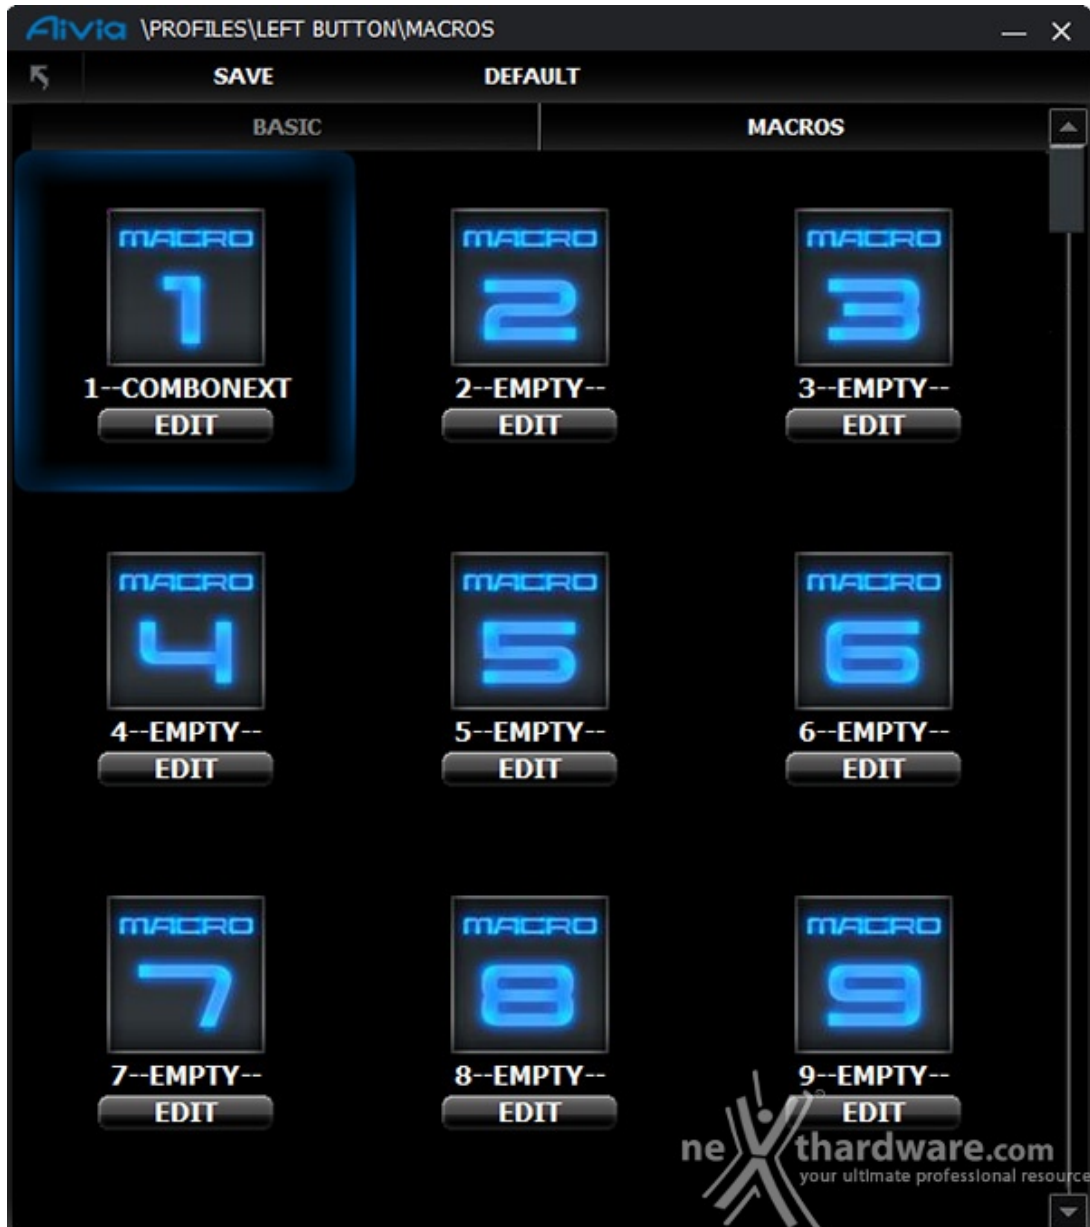 Aivia \PROFILES\LEFT BUTTON\MACROS
SAVE DEFAULT
BASIC MACROS
MACRO MACRO MACRO
1 2 3
1--COMBONEXT 2--EMPTY-- 3--EMPTY--
EDIT EDIT EDIT
MACRO MACRO MACRO
4 5 6
4--EMPTY-- 5--EMPTY-- 6--EMPTY--
EDIT EDIT EDIT
MACRO MACRO MACRO
7 8 9
7--EMPTY-- 8--EMPTY-- 9--EMPTY--
EDIT EDIT EDIT
neXthardware.com
your ultimate professional resource